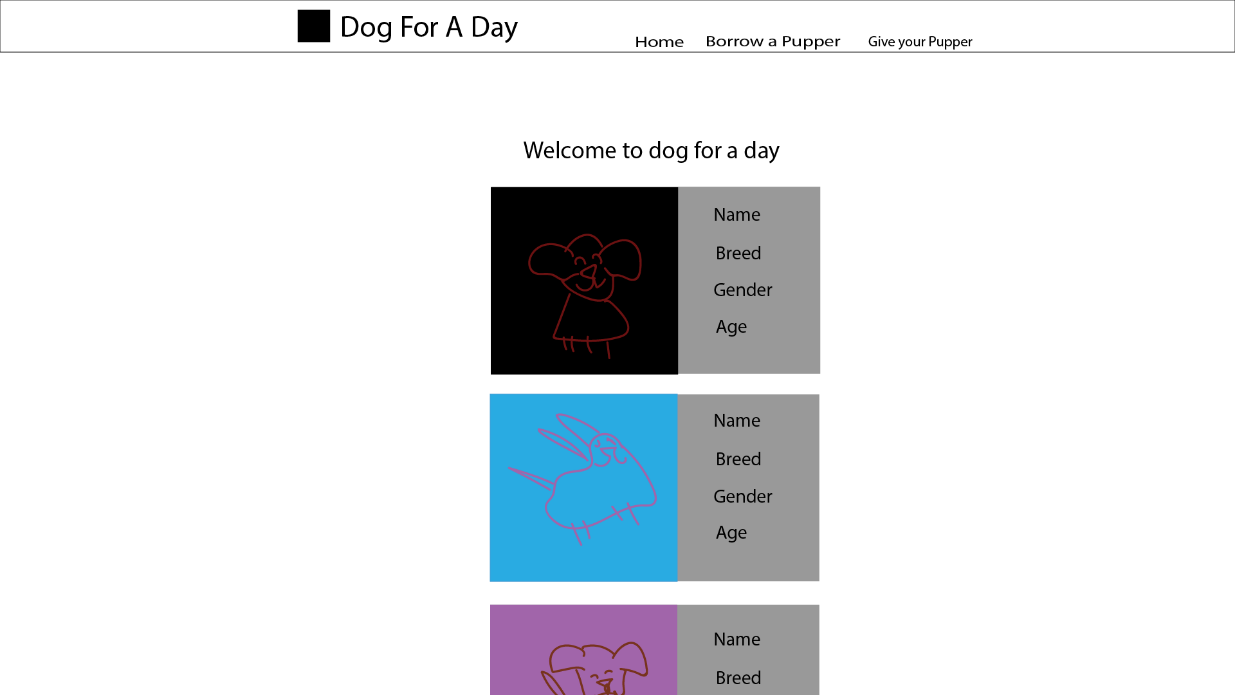 Dog For A Day
Home Borrow a Pupper Give your Pupper
Welcome to dog for a day
Name
Breed
Gender
Age
Name
Breed
Gender
Age
Name
Breed